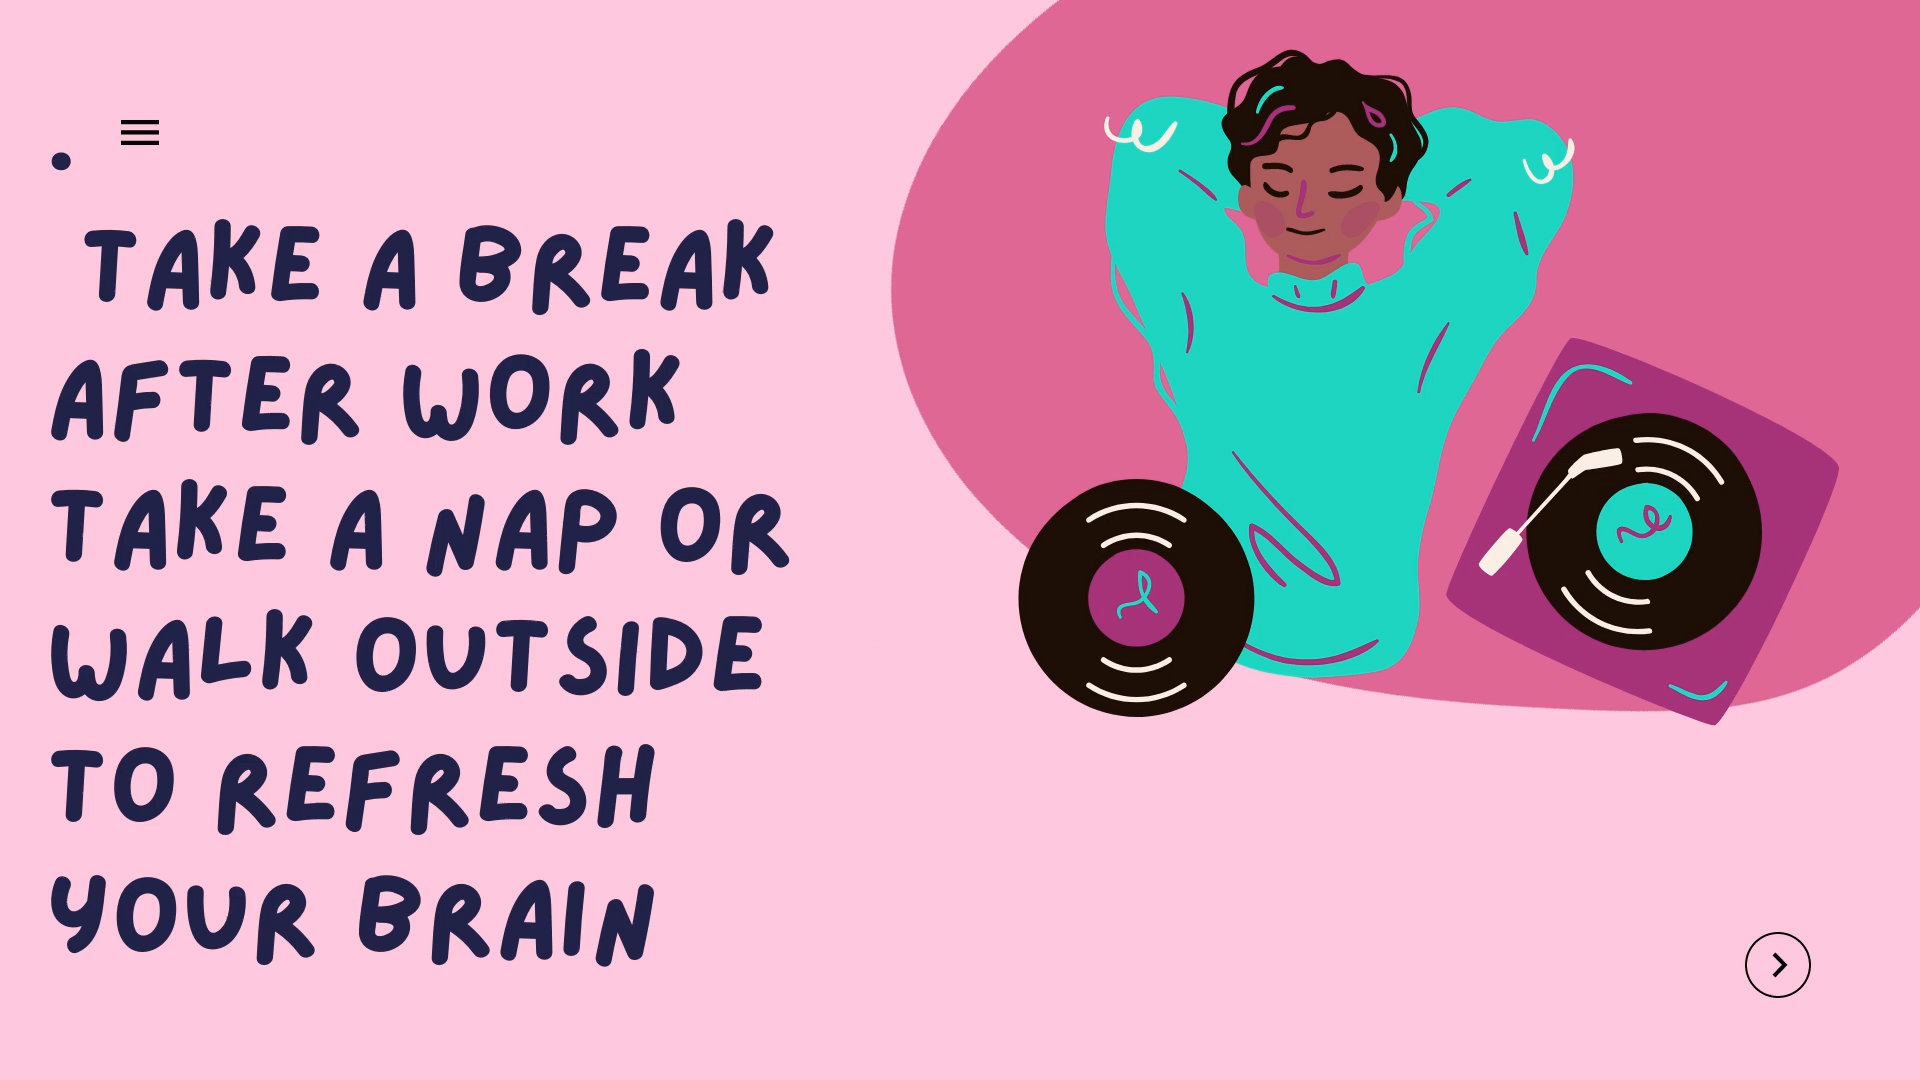 .
TAKE A BREAK
AFTER WORK
TAKE A NAP OR
WALK OUTSIDE
TO REFRESH
YOUR BRAIN